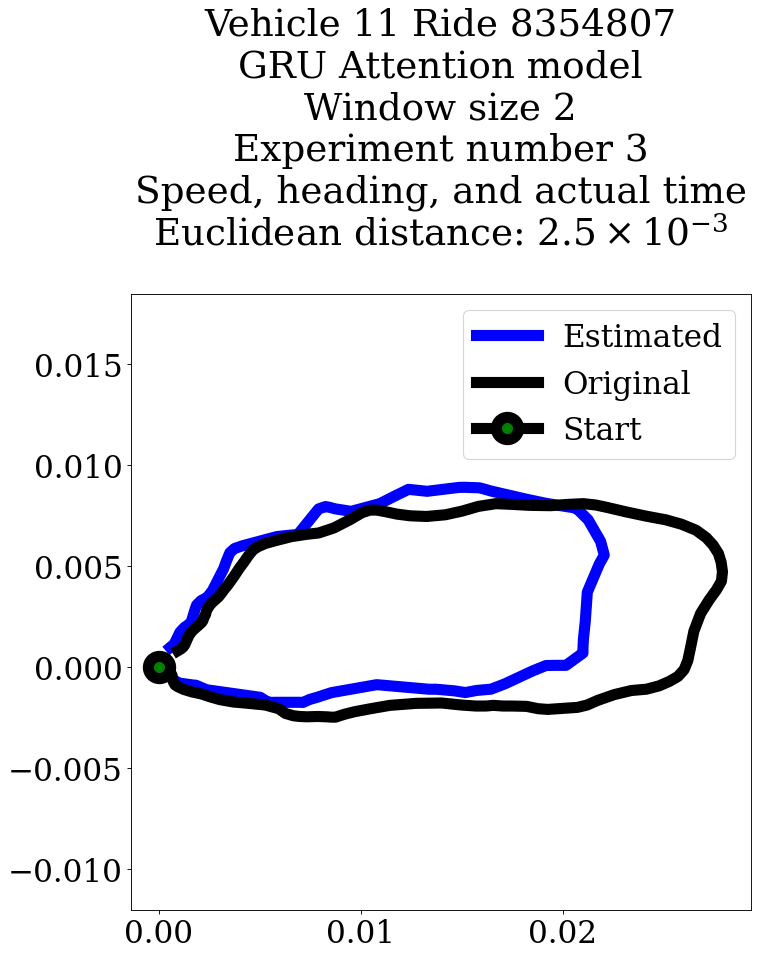 Vehicle 11 Ride 8354807
GRU Attention model
Window size 2
Experiment number 3
Speed, heading, and actual time
Euclidean distance: 2.5 × 10⁻³
Estimated
Original
Start
0.015
0.010
0.005
0.000
−0.005
−0.010
0.00 0.01 0.02